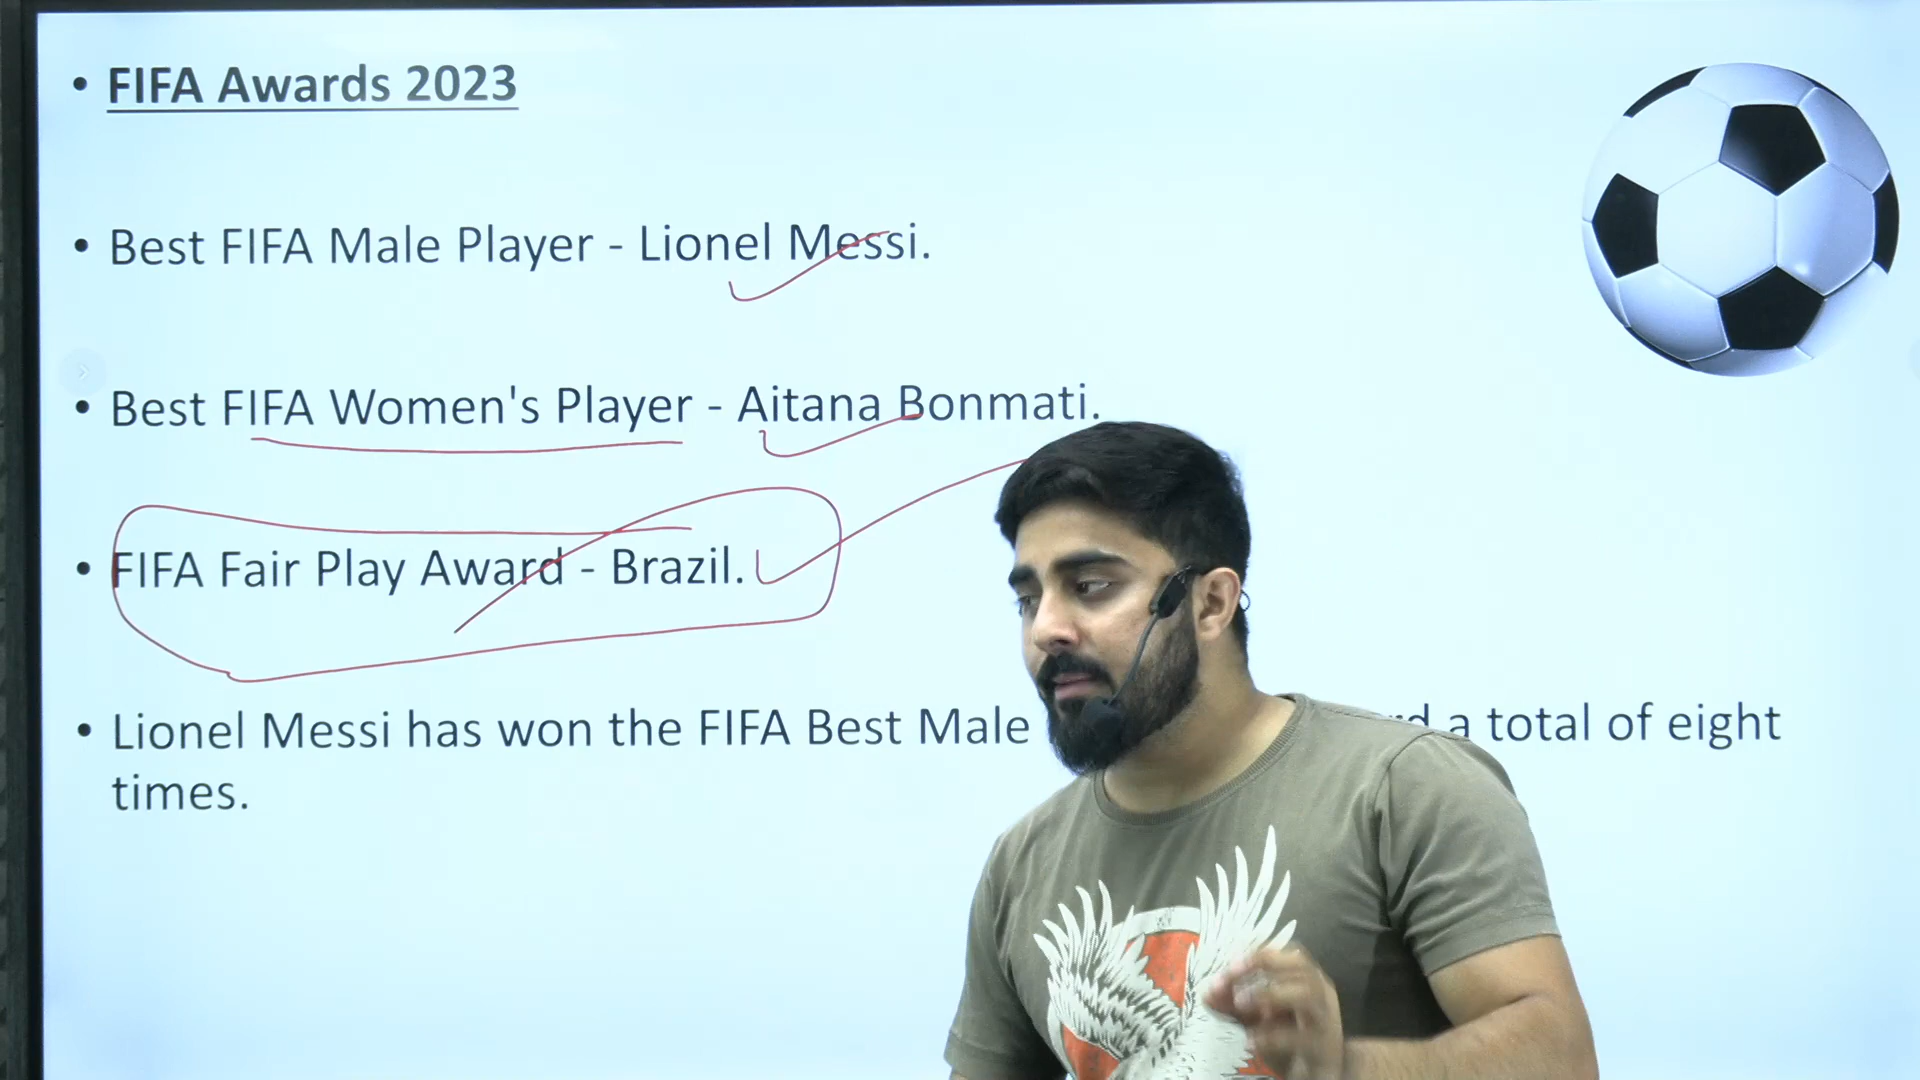 • FIFA Awards 2023
• Best FIFA Male Player - Lionel Messi.
• Best FIFA Women's Player - Aitana Bonmati.
• FIFA Fair Play Award - Brazil.
• Lionel Messi has won the FIFA Best Male a total of eight
times.